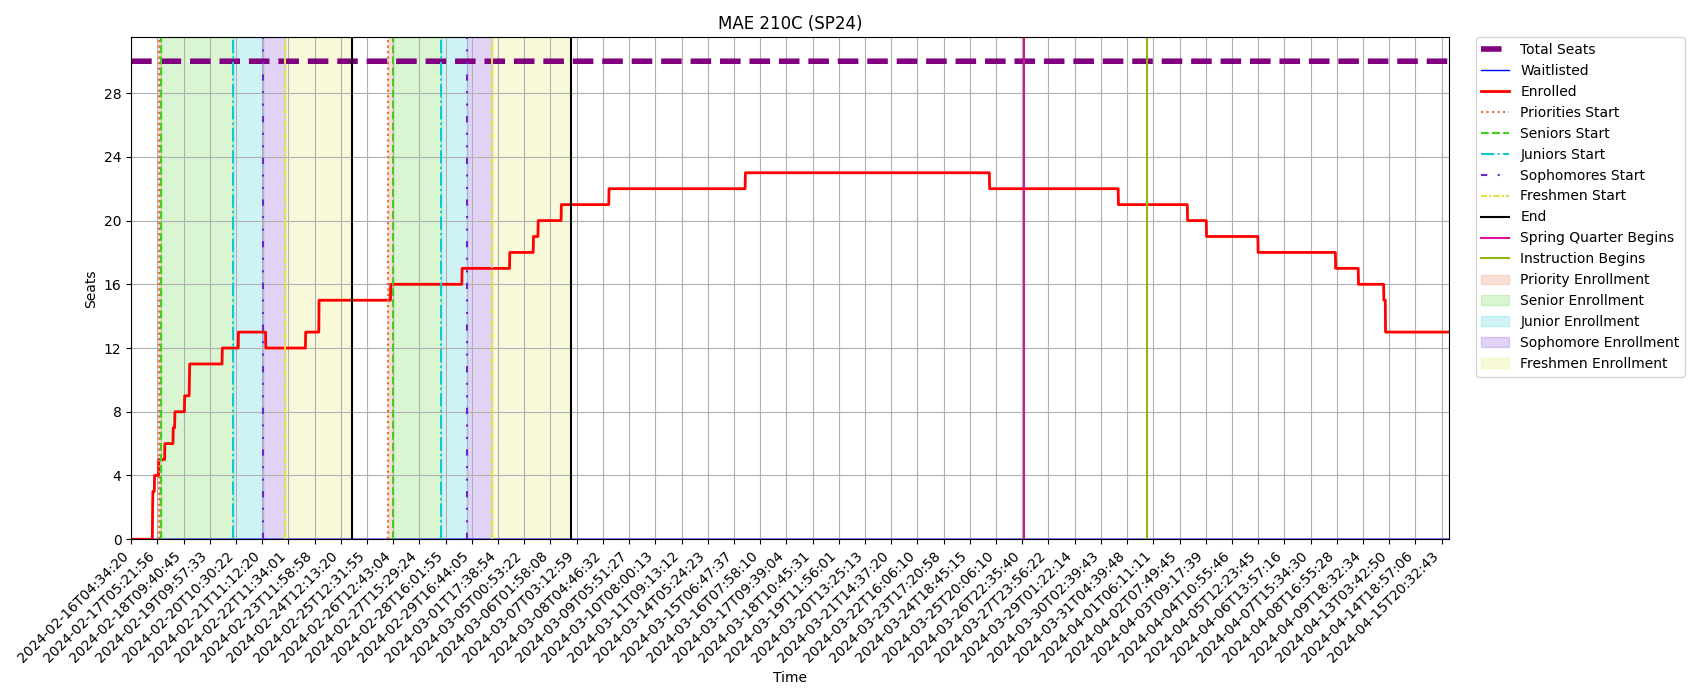 MAE 210C (SP24)
Seats
28
24
20
16
12
8
4
0
2024-02-16T04:34:20
2024-02-17T05:21:56
2024-02-18T09:40:45
2024-02-19T09:57:33
2024-02-20T10:30:22
2024-02-21T11:12:20
2024-02-22T11:34:01
2024-02-23T11:58:58
2024-02-24T12:13:20
2024-02-25T12:31:55
2024-02-26T12:43:04
2024-02-27T15:29:24
2024-02-28T16:01:55
2024-02-29T16:44:05
2024-03-01T17:38:54
2024-03-05T00:53:22
2024-03-06T01:58:08
2024-03-07T03:12:59
2024-03-08T04:46:32
2024-03-09T05:51:27
2024-03-10T08:00:13
2024-03-11T09:13:12
2024-03-14T05:24:23
2024-03-15T06:47:37
2024-03-16T07:58:10
2024-03-17T09:39:04
2024-03-18T10:45:31
2024-03-19T11:56:01
2024-03-20T13:25:13
2024-03-21T14:37:20
2024-03-22T16:06:10
2024-03-23T17:20:58
2024-03-24T18:45:15
2024-03-25T20:06:10
2024-03-26T22:35:40
2024-03-27T23:56:22
2024-03-29T01:22:14
2024-03-30T02:39:43
2024-03-31T04:39:48
2024-04-01T06:11:11
2024-04-02T07:49:45
2024-04-03T09:17:39
2024-04-04T10:55:46
2024-04-05T12:23:45
2024-04-06T13:57:16
2024-04-07T15:34:30
2024-04-08T16:55:28
2024-04-09T18:32:34
2024-04-13T03:42:50
2024-04-14T18:57:06
2024-04-15T20:32:43
Time
Total Seats
Waitlisted
Enrolled
Priorities Start
Seniors Start
Juniors Start
Sophomores Start
Freshmen Start
End
Spring Quarter Begins
Instruction Begins
Priority Enrollment
Senior Enrollment
Junior Enrollment
Sophomore Enrollment
Freshmen Enrollment